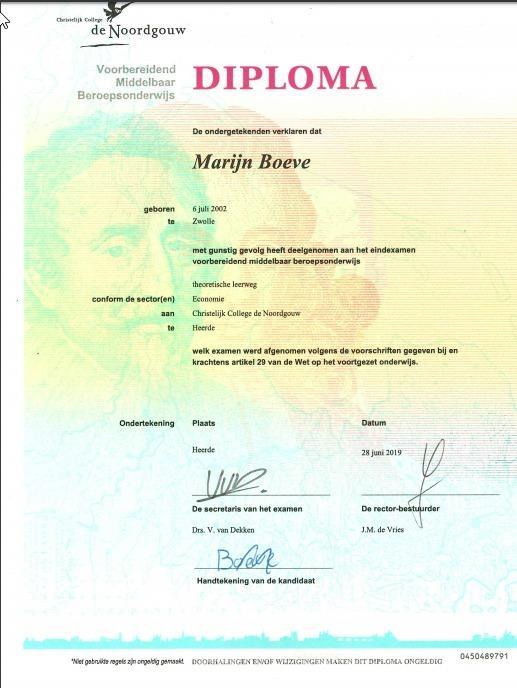 Christelijk College
de Noordgouw
Voorbereidend
Middelbaar
Beroepsonderwijs
DIPLOMA
De ondergetekenden verklaren dat
Marijn Boeve
geboren 6 juli 2002
te Zwolle
met gunstig gevolg heeft deelgenomen aan het eindexamen
voorbereidend middelbaar beroepsonderwijs
theoretische leerweg
conform de sector(en) Economie
aan Christelijk College de Noordgouw
te Heerde
welk examen werd afgenomen volgens de voorschriften gegeven bij en
krachtens artikel 29 van de Wet op het voortgezet onderwijs.
Ondertekening Plaats Datum
Heerde 28 juni 2019
De secretaris van het examen De rector-bestuurder
Drs. V. van Dekken J.M. de Vries
Handtekening van de kandidaat
0450489791
*Niet gebruikte regels zijn ongeldig gemaakt. DOORHALINGEN EN/OF WIJZIGINGEN MAKEN DIT DIPLOMA ONGELDIG